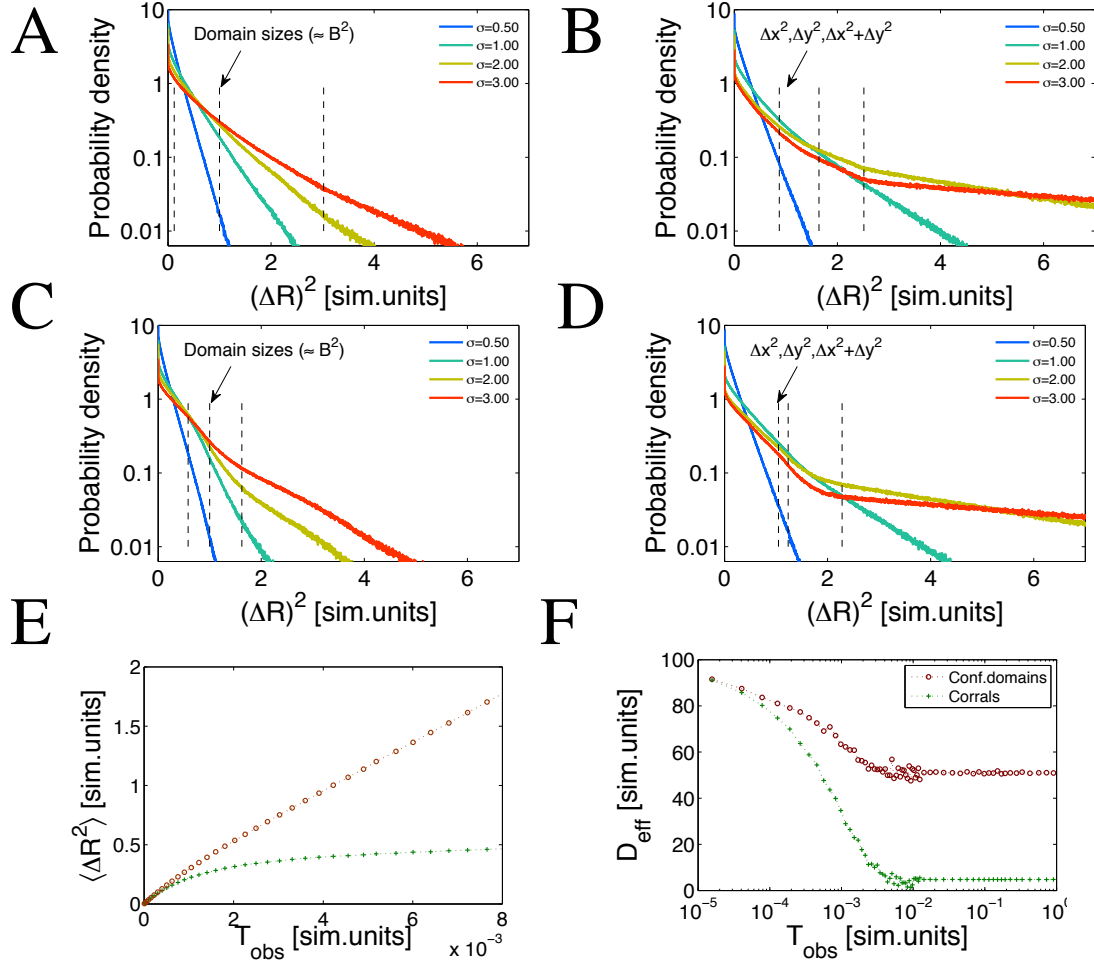 A
Domain sizes (≈ B²)
σ=0.50
σ=1.00
σ=2.00
σ=3.00
10
1
0.1
0.01
Probability density
0 2 4 6
(ΔR)² [sim.units]
B
Δx²,Δy²,Δx²+Δy²
σ=0.50
σ=1.00
σ=2.00
σ=3.00
10
1
0.1
0.01
Probability density
0 2 4 6
(ΔR)² [sim.units]
C
Domain sizes (≈ B²)
σ=0.50
σ=1.00
σ=2.00
σ=3.00
10
1
0.1
0.01
Probability density
0 2 4 6
(ΔR)² [sim.units]
D
Δx²,Δy²,Δx²+Δy²
σ=0.50
σ=1.00
σ=2.00
σ=3.00
10
1
0.1
0.01
Probability density
0 2 4 6
(ΔR)² [sim.units]
E
2
1.5
1
0.5
0
⟨ΔR²⟩ [sim.units]
0 2 4 6 8
x 10⁻³
T_obs [sim.units]
F
Conf.domains
Corrals
100
80
60
40
20
0
D_eff [sim.units]
10⁻⁵ 10⁻⁴ 10⁻³ 10⁻² 10⁻¹ 10
T_obs [sim.units]